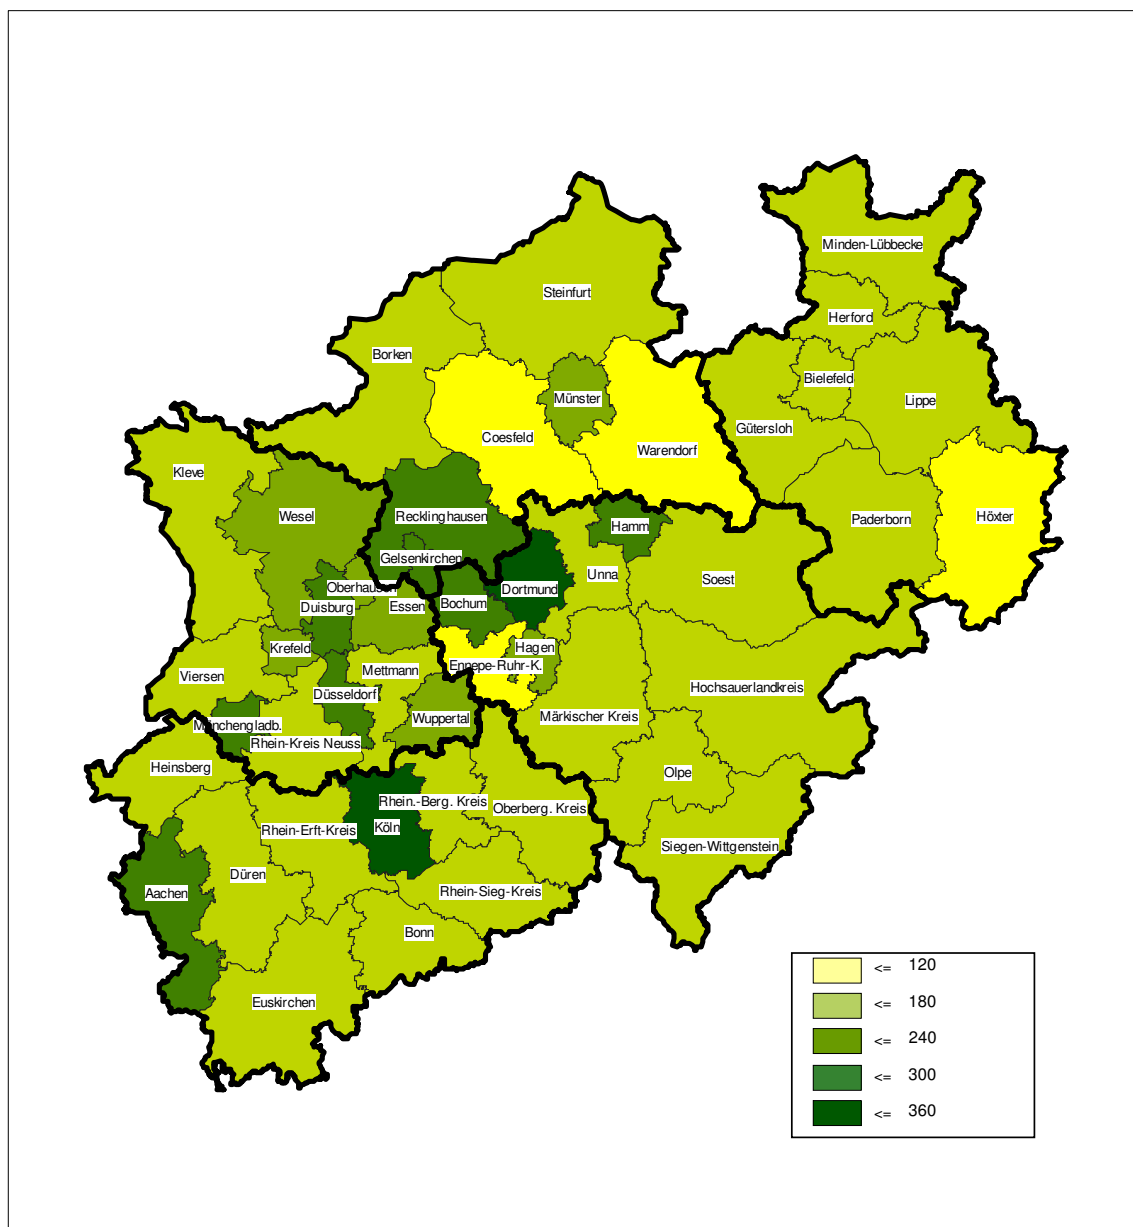 Minden-Lübbecke
Steinfurt
Herford
Borken
Bielefeld
Münster
Lippe
Gütersloh
Coesfeld
Warendorf
Kleve
Wesel
Recklinghausen
Höxter
Paderborn
Hamm
Gelsenkirchen
Unna
Soest
Oberhausen
Dortmund
Duisburg
Essen
Bochum
Krefeld
Hagen
Ennepe-Ruhr-K.
Viersen
Mettmann
Hochsauerlandkreis
Düsseldorf
Märkischer Kreis
Wuppertal
Mönchengladb.
Rhein-Kreis Neuss
Heinsberg
Olpe
Rhein.-Berg. Kreis
Oberberg. Kreis
Rhein-Erft-Kreis
Köln
Siegen-Wittgenstein
Düren
Aachen
Rhein-Sieg-Kreis
Bonn
Euskirchen
<= 120
<= 180
<= 240
<= 300
<= 360